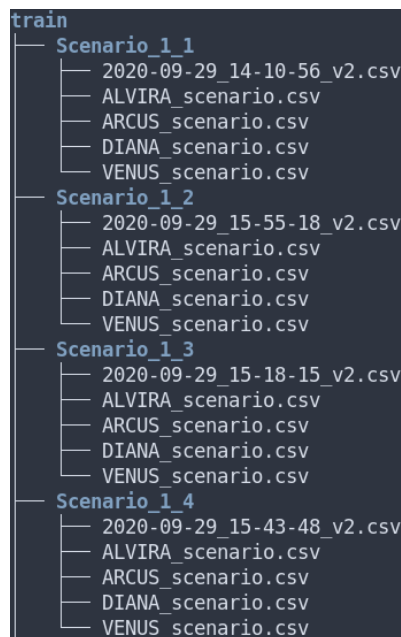 train
Scenario_1_1
2020-09-29_14-10-56_v2.csv
ALVIRA_scenario.csv
ARCUS_scenario.csv
DIANA_scenario.csv
VENUS_scenario.csv
Scenario_1_2
2020-09-29_15-55-18_v2.csv
ALVIRA_scenario.csv
ARCUS_scenario.csv
DIANA_scenario.csv
VENUS_scenario.csv
Scenario_1_3
2020-09-29_15-18-15_v2.csv
ALVIRA_scenario.csv
ARCUS_scenario.csv
DIANA_scenario.csv
VENUS_scenario.csv
Scenario_1_4
2020-09-29_15-43-48_v2.csv
ALVIRA_scenario.csv
ARCUS_scenario.csv
DIANA_scenario.csv
VENUS_scenario.csv